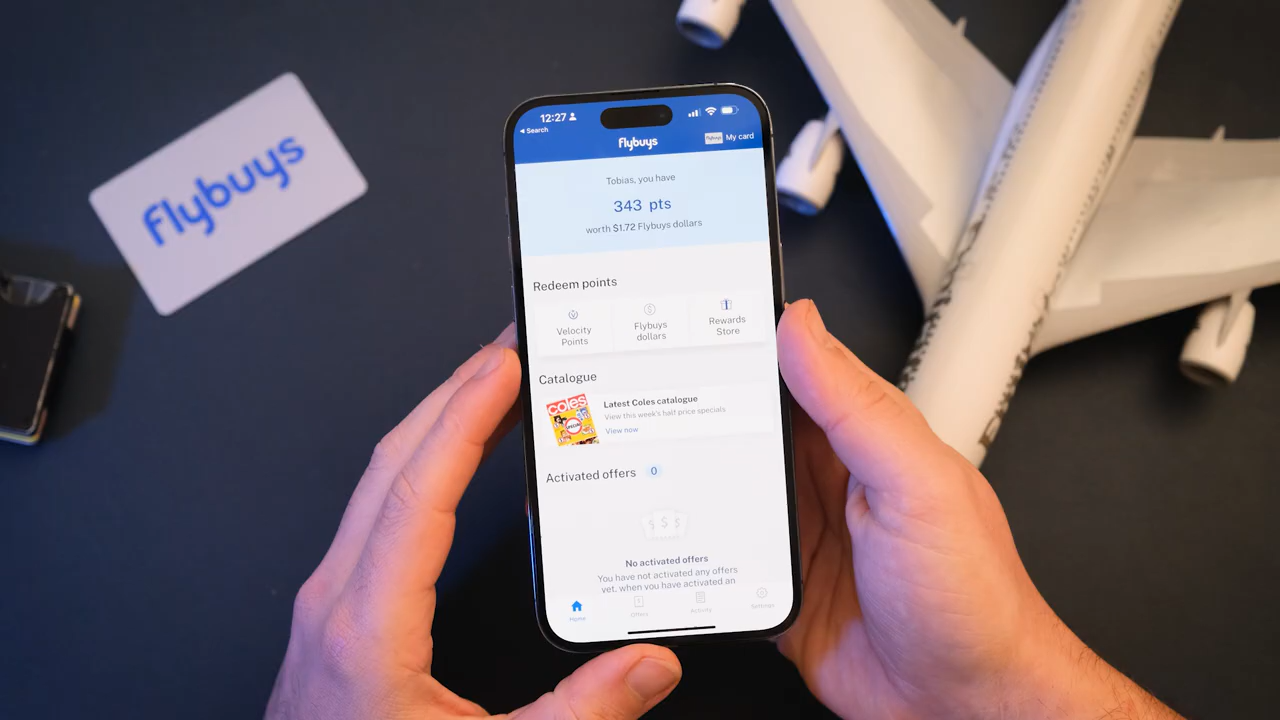 flybuys
12:27
Search
flybuys
flybuys
My card
Tobias, you have
343 pts
worth $1.72 Flybuys dollars
Redeem points
Velocity
Points
Flybuys
dollars
Rewards
Store
Catalogue
coles
SPECIAL
Latest Coles catalogue
View this week's half price specials
View now
Activated offers 0
$ $ $
No activated offers
You have not activated any offers
yet, when you have activated an
Home
Offers
Activity
Settings